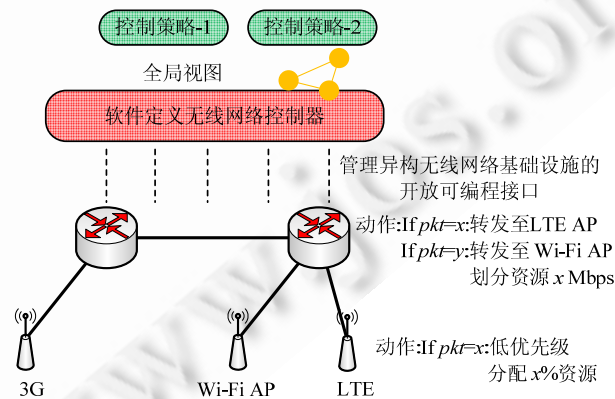 控制策略-1
控制策略-2
全局视图
软件定义无线网络控制器
管理异构无线网络基础设施的
开放可编程接口
动作:If pkt=x:转发至LTE AP
If pkt=y:转发至 Wi-Fi AP
划分资源 x Mbps
动作:If pkt=x:低优先级
分配 x%资源
3G
Wi-Fi AP
LTE
www.jos.or